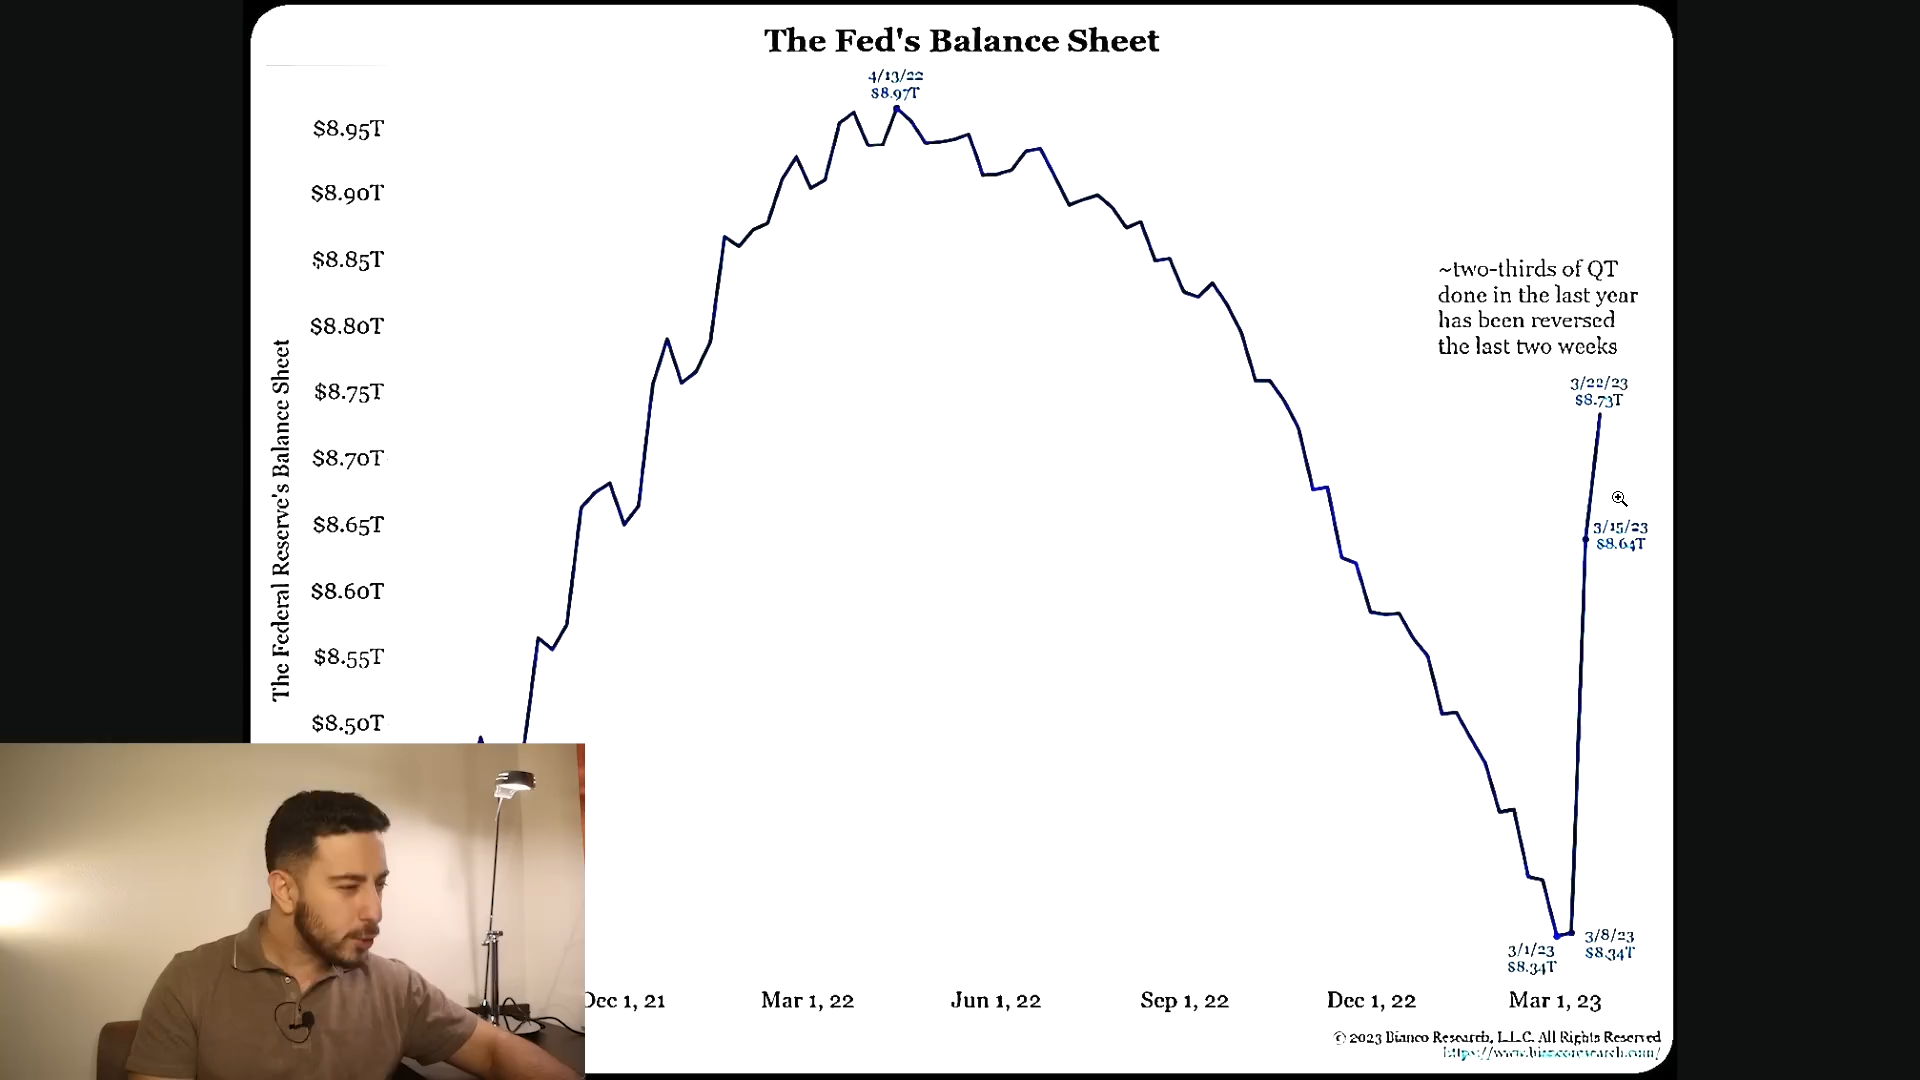 The Fed's Balance Sheet
4/13/22
$8.97T
$8.95T
$8.90T
$8.85T
$8.80T
$8.75T
$8.70T
$8.65T
$8.60T
$8.55T
$8.50T
The Federal Reserve's Balance Sheet
~two-thirds of QT
done in the last year
has been reversed
the last two weeks
3/22/23
$8.73T
3/15/23
$8.64T
3/8/23
$8.34T
3/1/23
$8.34T
Dec 1, 21
Mar 1, 22
Jun 1, 22
Sep 1, 22
Dec 1, 22
Mar 1, 23
© 2023 Bianco Research, L.L.C. All Rights Reserved
https://www.biancoresearch.com/